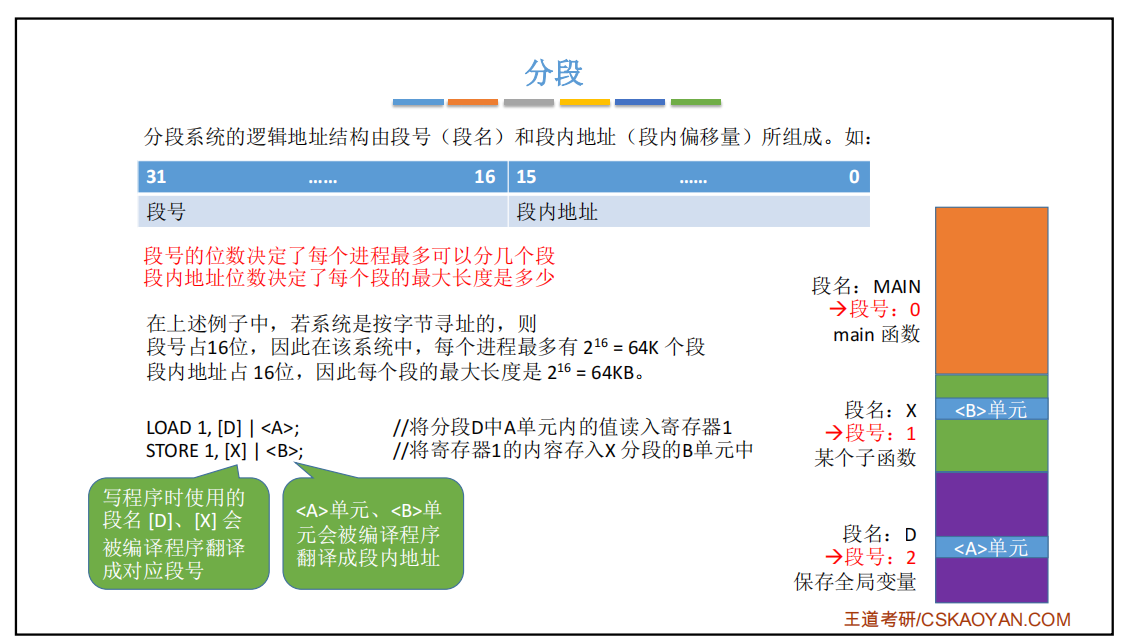 分段
分段系统的逻辑地址结构由段号（段名）和段内地址（段内偏移量）所组成。如：
31 …… 16 15 …… 0
段号 段内地址
段号的位数决定了每个进程最多可以分几个段
段内地址位数决定了每个段的最大长度是多少
在上述例子中，若系统是按字节寻址的，则
段号占16位，因此在该系统中，每个进程最多有 2¹⁶ = 64K 个段
段内地址占 16位，因此每个段的最大长度是 2¹⁶ = 64KB。
LOAD 1, [D] | <A>; //将分段D中A单元内的值读入寄存器1
STORE 1, [X] | <B>; //将寄存器1的内容存入X 分段的B单元中
写程序时使用的
段名 [D]、[X] 会
被编译程序翻译
成对应段号
<A>单元、<B>单
元会被编译程序
翻译成段内地址
段名：MAIN
→段号：0
main 函数
段名：X
→段号：1
某个子函数
<B>单元
段名：D
→段号：2
保存全局变量
<A>单元
王道考研/CSKAOYAN.COM